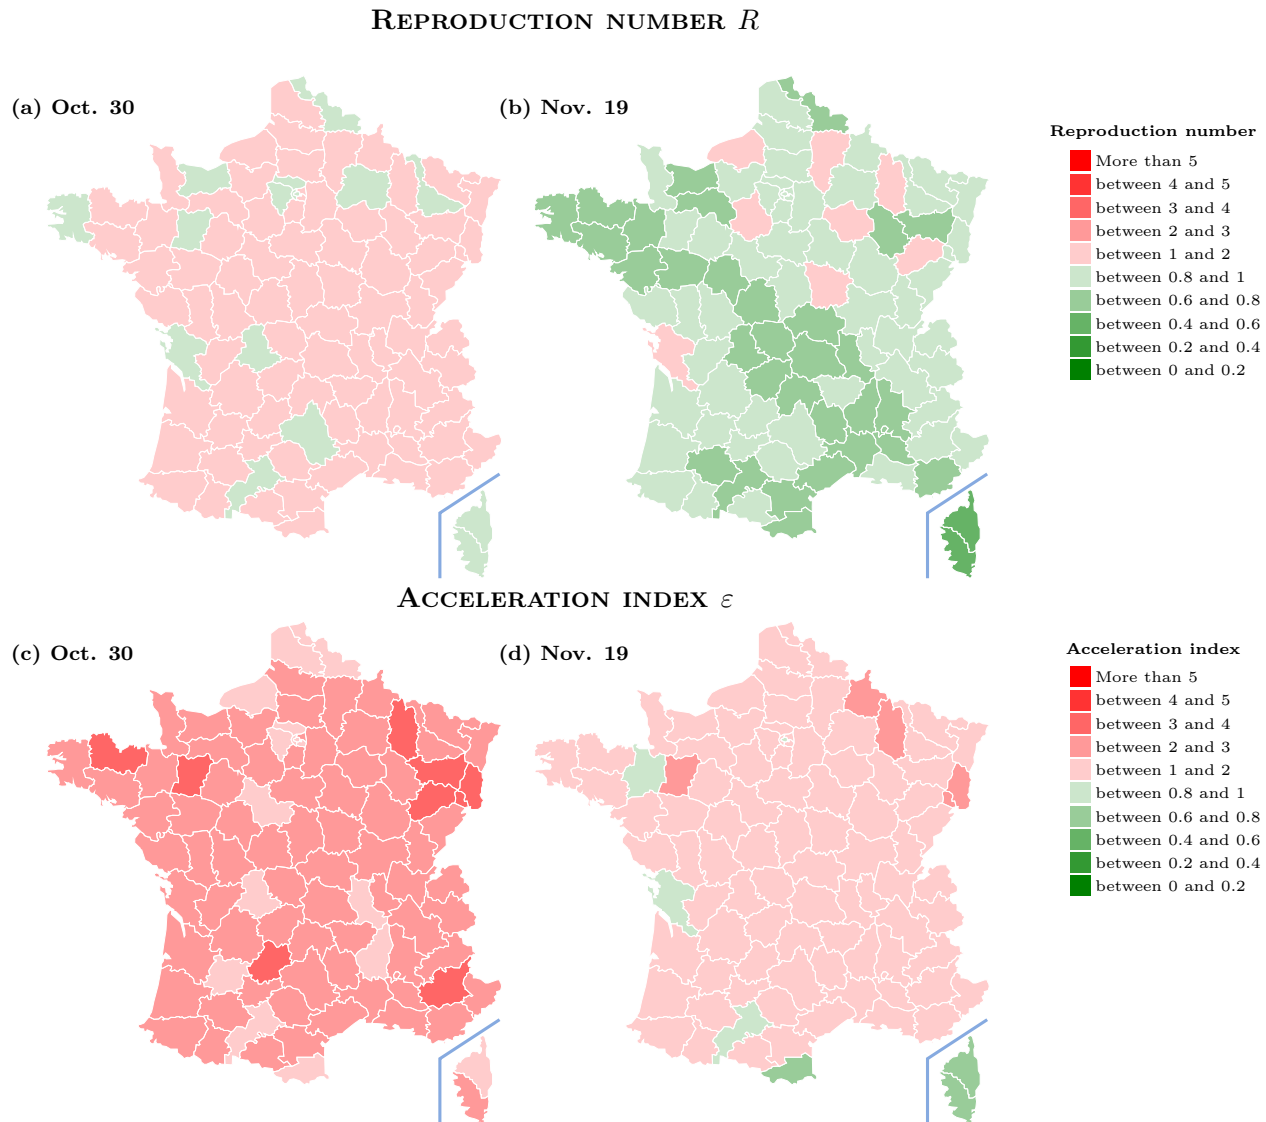 REPRODUCTION NUMBER R
(a) Oct. 30
(b) Nov. 19
Reproduction number
More than 5
between 4 and 5
between 3 and 4
between 2 and 3
between 1 and 2
between 0.8 and 1
between 0.6 and 0.8
between 0.4 and 0.6
between 0.2 and 0.4
between 0 and 0.2
ACCELERATION INDEX ε
(c) Oct. 30
(d) Nov. 19
Acceleration index
More than 5
between 4 and 5
between 3 and 4
between 2 and 3
between 1 and 2
between 0.8 and 1
between 0.6 and 0.8
between 0.4 and 0.6
between 0.2 and 0.4
between 0 and 0.2